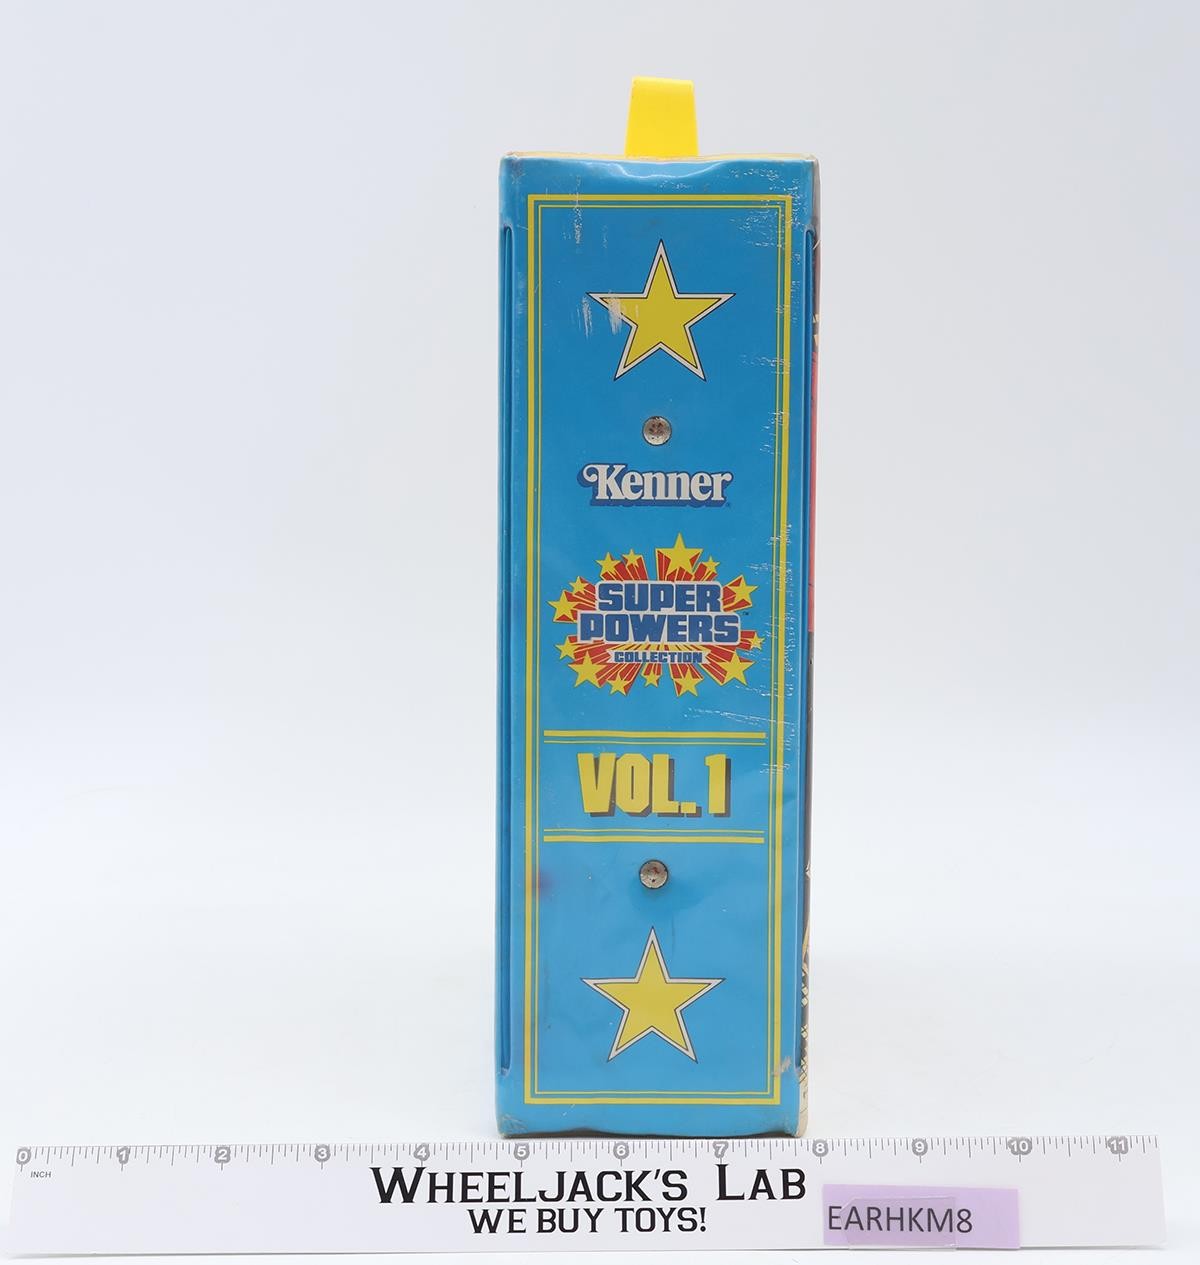 Kenner
SUPER
POWERS
™
COLLECTION
VOL.1
0 1 2 3 4 5 6 7 8 9 10 11
INCH
WHEELJACK'S LAB
WE BUY TOYS!
EARHKM8